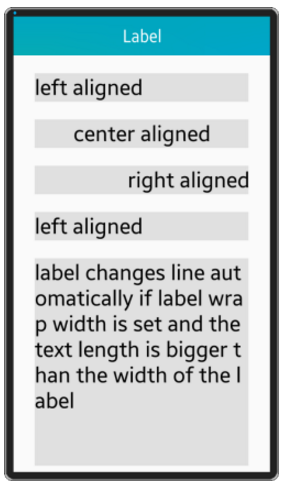 Label
left aligned
center aligned
right aligned
left aligned
label changes line aut
omatically if label wra
p width is set and the
text length is bigger t
han the width of the l
abel